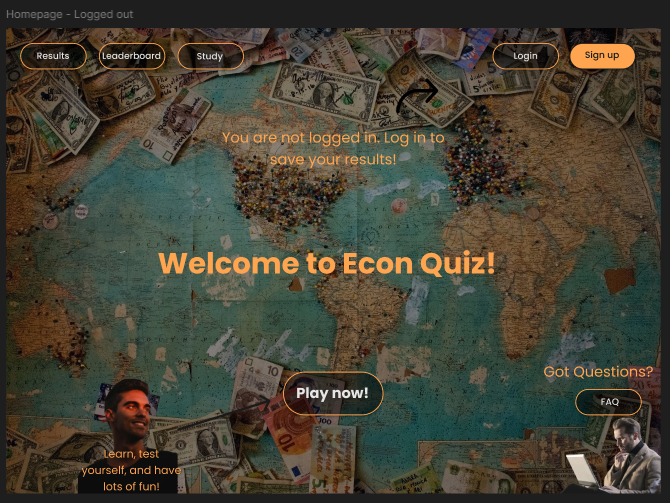 Homepage - Logged out
Results
Leaderboard
Study
Login
Sign up
You are not logged in. Log in to
save your results!
Welcome to Econ Quiz!
Got Questions?
Play now!
FAQ
Learn, test
yourself, and have
lots of fun!